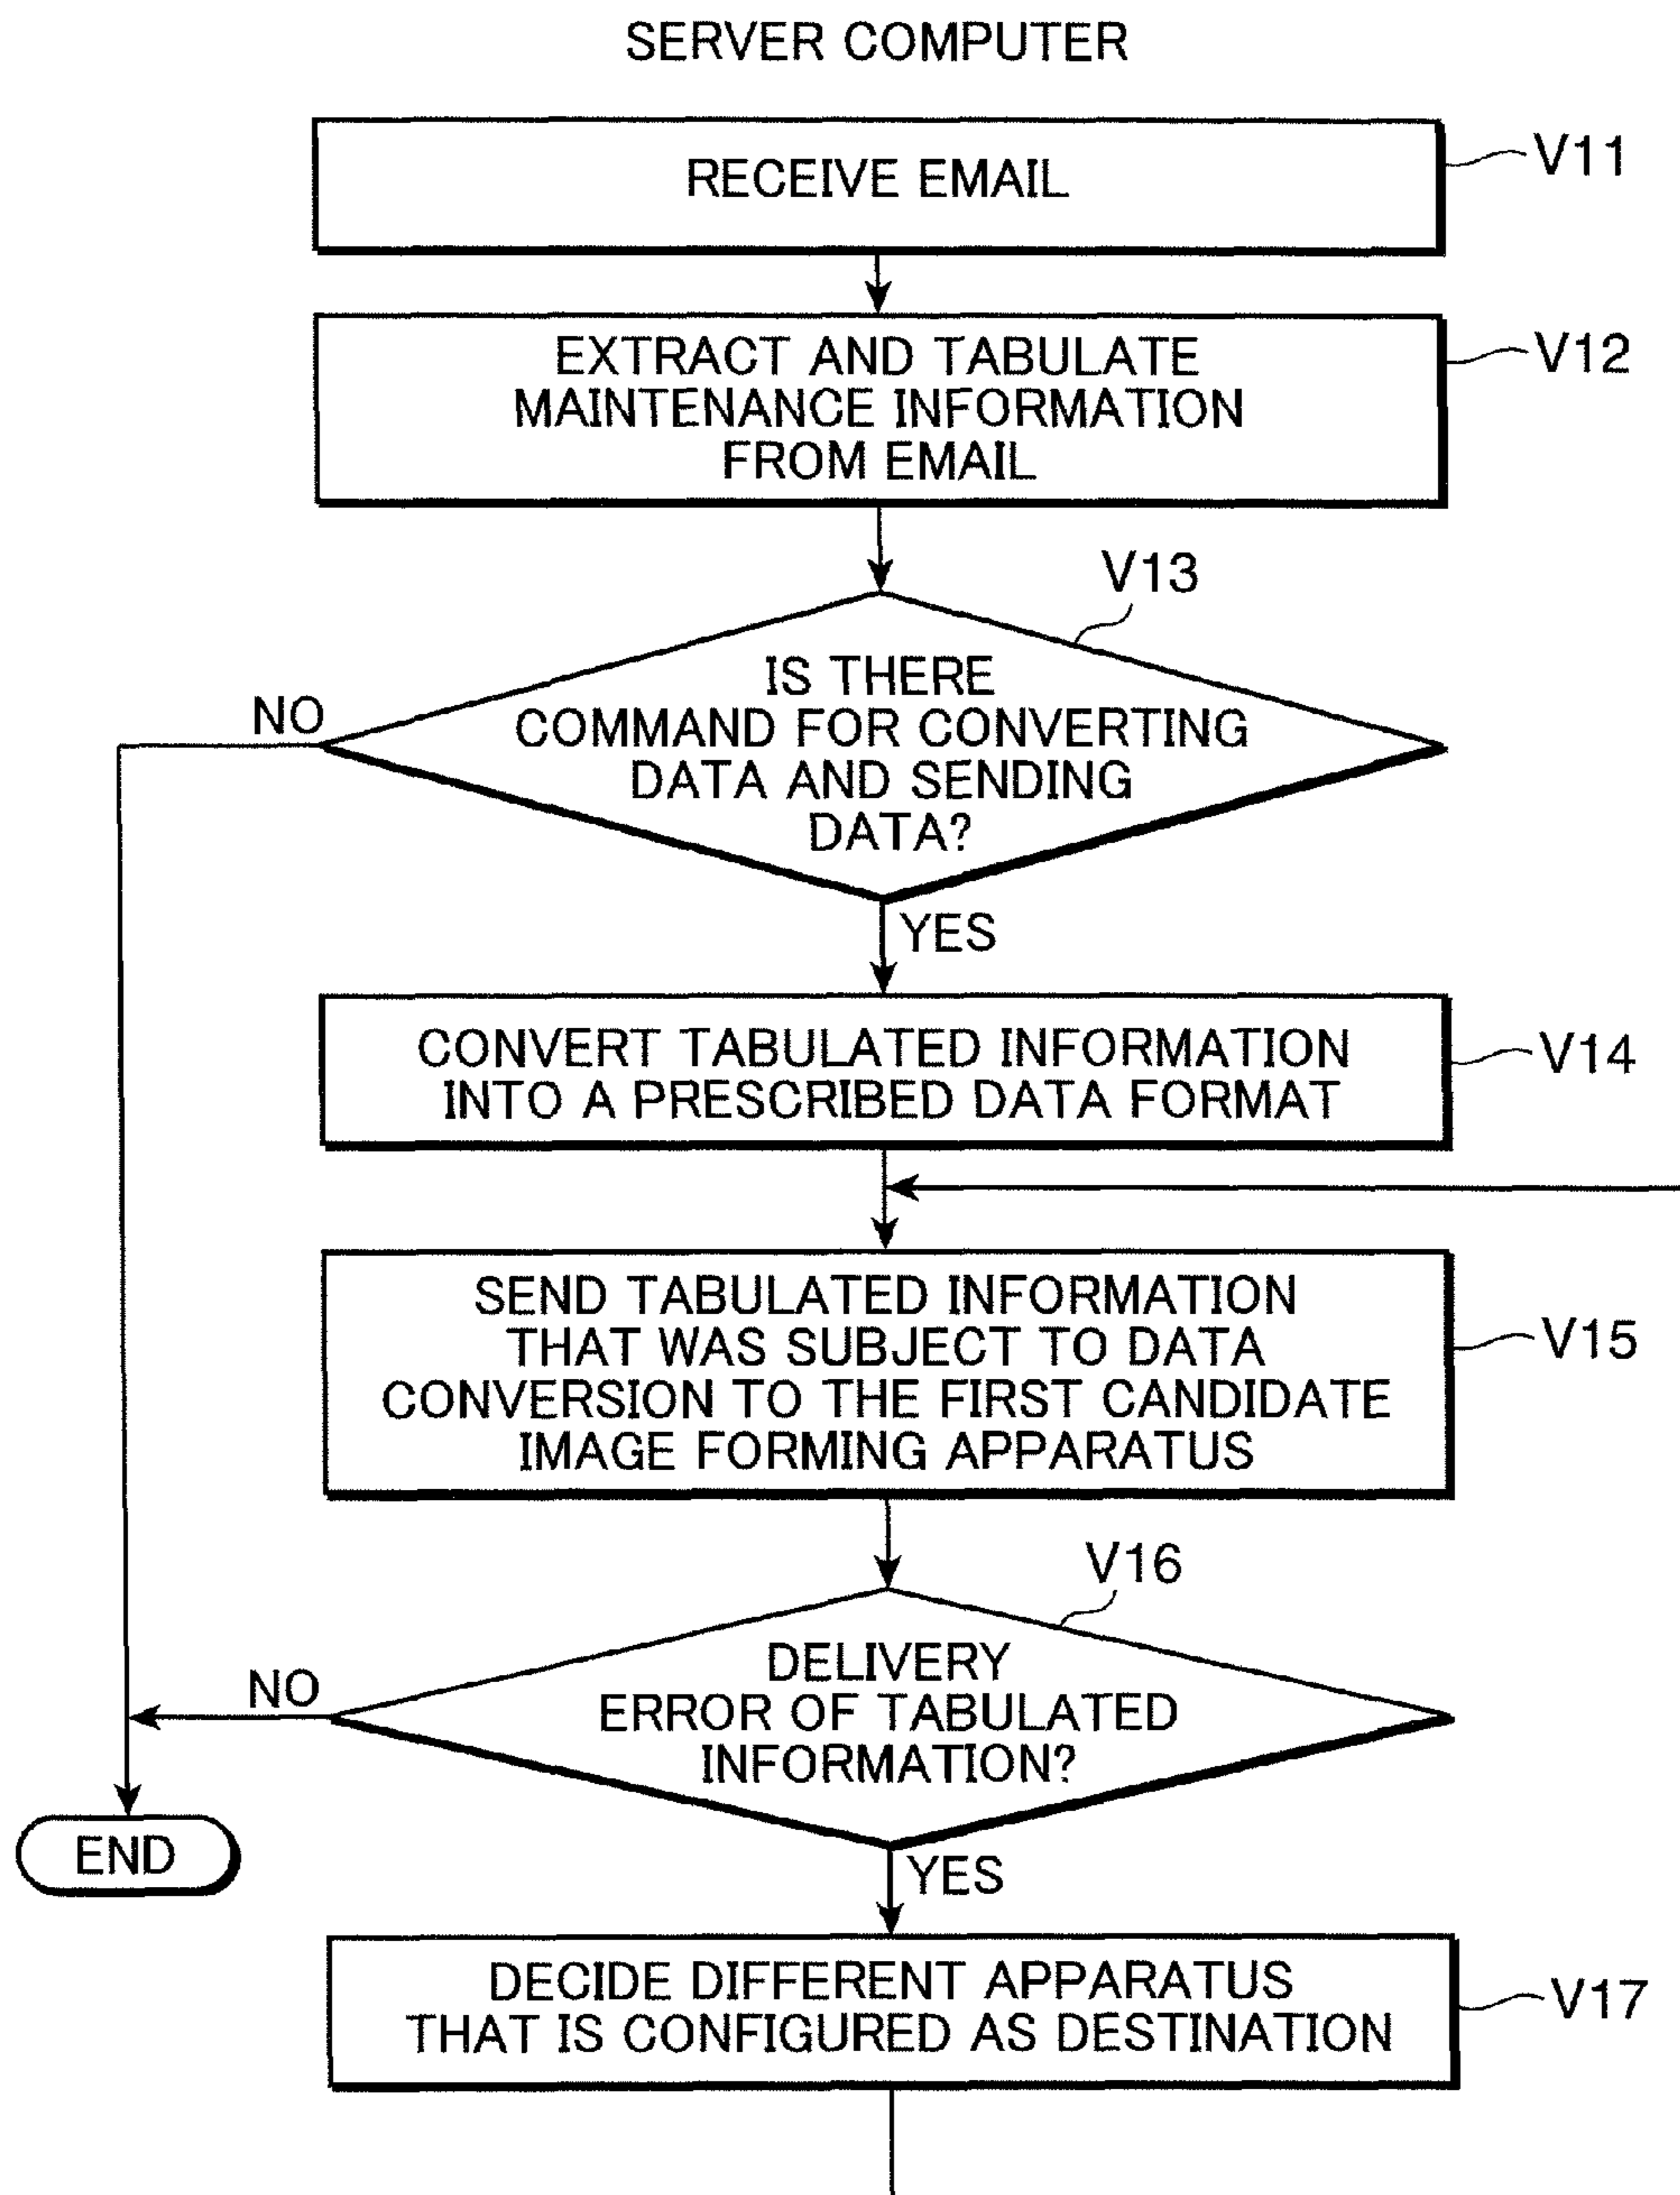 SERVER COMPUTER
RECEIVE EMAIL
V11
EXTRACT AND TABULATE
MAINTENANCE INFORMATION
FROM EMAIL
V12
V13
IS THERE
COMMAND FOR CONVERTING
DATA AND SENDING
DATA?
NO
YES
CONVERT TABULATED INFORMATION
INTO A PRESCRIBED DATA FORMAT
V14
SEND TABULATED INFORMATION
THAT WAS SUBJECT TO DATA
CONVERSION TO THE FIRST CANDIDATE
IMAGE FORMING APPARATUS
V15
V16
DELIVERY
ERROR OF TABULATED
INFORMATION?
NO
END
YES
DECIDE DIFFERENT APPARATUS
THAT IS CONFIGURED AS DESTINATION
V17